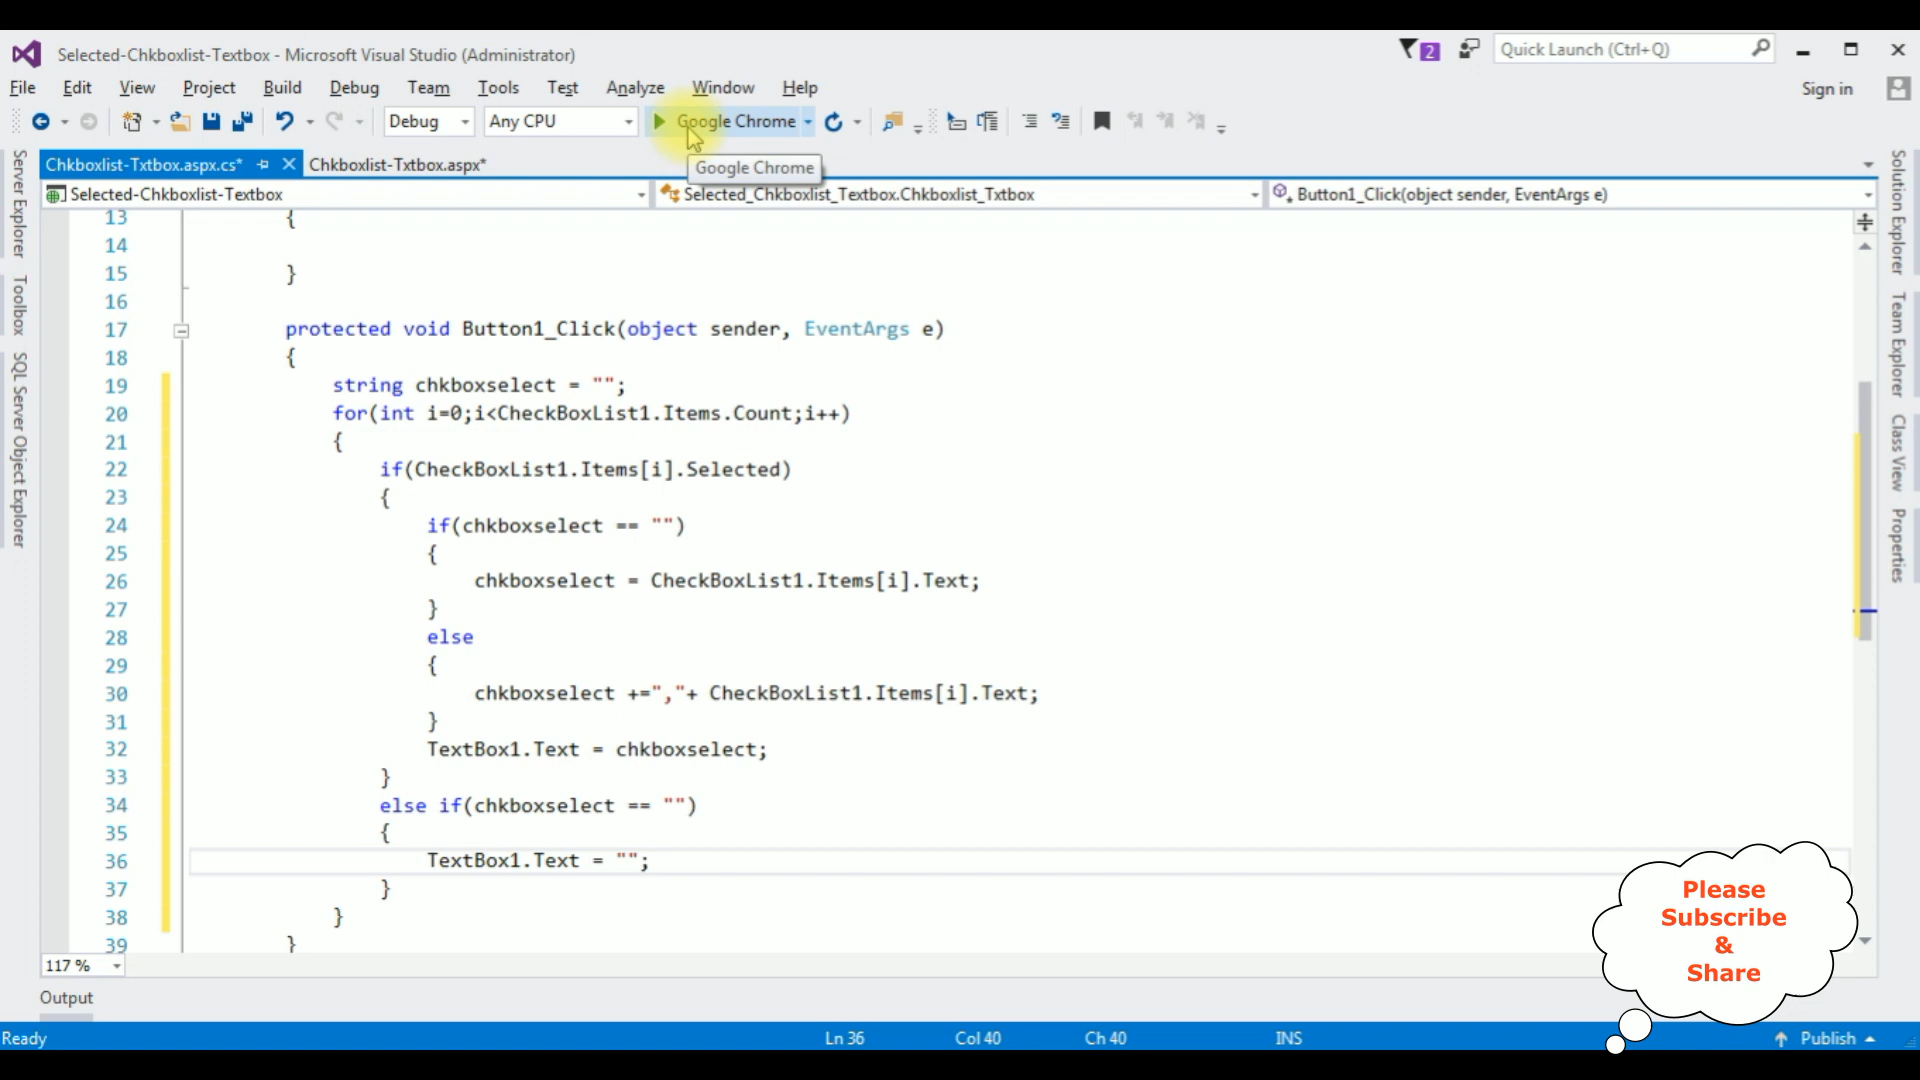 Selected-Chkboxlist-Textbox - Microsoft Visual Studio (Administrator)
2
Quick Launch (Ctrl+Q)
File Edit View Project Build Debug Team Tools Test Analyze Window Help
Sign in
Debug Any CPU Google Chrome
Google Chrome
Chkboxlist-Txtbox.aspx.cs* Chkboxlist-Txtbox.aspx*
Selected-Chkboxlist-Textbox Selected_Chkboxlist_Textbox.Chkboxlist_Txtbox Button1_Click(object sender, EventArgs e)
Server Explorer
Toolbox
SQL Server Object Explorer
13 {
14
15 }
16
17 protected void Button1_Click(object sender, EventArgs e)
18 {
19 string chkboxselect = "";
20 for(int i=0;i<CheckBoxList1.Items.Count;i++)
21 {
22 if(CheckBoxList1.Items[i].Selected)
23 {
24 if(chkboxselect == "")
25 {
26 chkboxselect = CheckBoxList1.Items[i].Text;
27 }
28 else
29 {
30 chkboxselect +=","+ CheckBoxList1.Items[i].Text;
31 }
32 TextBox1.Text = chkboxselect;
33 }
34 else if(chkboxselect == "")
35 {
36 TextBox1.Text = "";
37 }
38 }
39 }
Solution Explorer
Team Explorer
Class View
Properties
Please
Subscribe
&
Share
117 %
Output
Ready Ln 36 Col 40 Ch 40 INS Publish